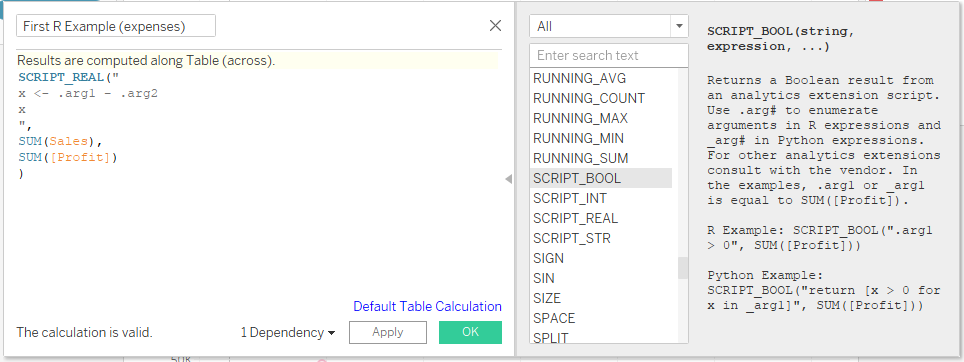 First R Example (expenses)
Results are computed along Table (across).
SCRIPT_REAL("
x <- .arg1 - .arg2
x
",
SUM(Sales),
SUM([Profit])
)
Default Table Calculation
The calculation is valid.
1 Dependency
Apply
OK
All
Enter search text
RUNNING_AVG
RUNNING_COUNT
RUNNING_MAX
RUNNING_MIN
RUNNING_SUM
SCRIPT_BOOL
SCRIPT_INT
SCRIPT_REAL
SCRIPT_STR
SIGN
SIN
SIZE
SPACE
SPLIT
SCRIPT_BOOL(string,
expression, ...)
Returns a Boolean result from
an analytics extension script.
Use .arg# to enumerate
arguments in R expressions and
_arg# in Python expressions.
For other analytics extensions
consult with the vendor. In
the examples, .arg1 or _arg1
is equal to SUM([Profit]).
R Example: SCRIPT_BOOL(".arg1
> 0", SUM([Profit]))
Python Example:
SCRIPT_BOOL("return [x > 0 for
x in _arg1]", SUM([Profit]))